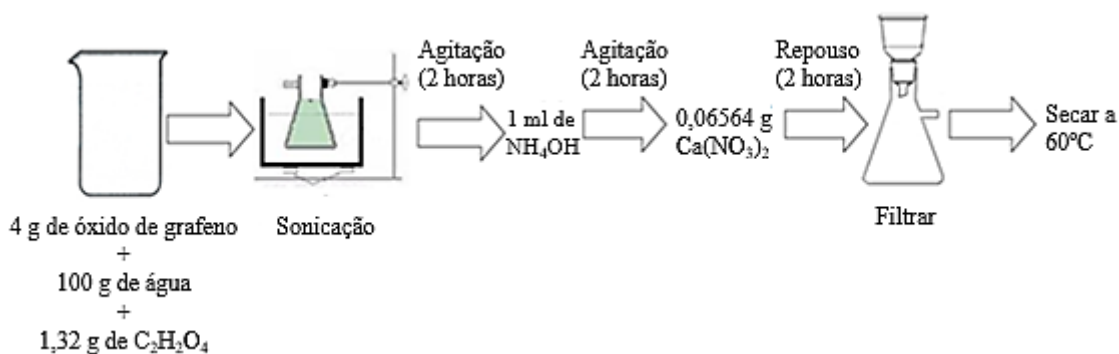 4 g de óxido de grafeno
+
100 g de água
+
1,32 g de C₂H₂O₄
Sonicação
Agitação
(2 horas)
1 ml de
NH₄OH
Agitação
(2 horas)
0,06564 g
Ca(NO₃)₂
Repouso
(2 horas)
Filtrar
Secar a
60ºC